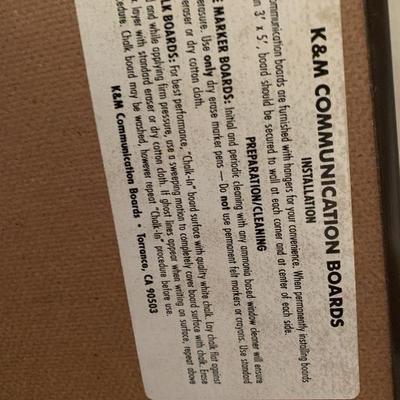 K&M COMMUNICATION BOARDS
INSTALLATION
ommunication boards are furnished with hangers for your convenience. When permanently installing boards
an 3' x 5', board should be secured to wall at each corner and at center of each side.
PREPARATION/CLEANING
E MARKER BOARDS: Initial and periodic cleaning with any ammonia based window cleaner will ensure
erasure. Use only dry erase marker pens — Do not use permanent felt markers or crayons. Use standard
eraser or dry cotton cloth.
LK BOARDS: For best performance, "Chalk-In" board surface with quality white chalk. Lay chalk flat against
d and while applying firm pressure, use a sweeping motion to completely cover board surface with chalk. Erase
k layer with standard eraser or dry cotton cloth. If ghost lines appear when writing on surface, repeat above
edure. Chalk board may be washed, however repeat "Chalk-In" procedure before use.
K&M Communication Boards • Torrance, CA 90503